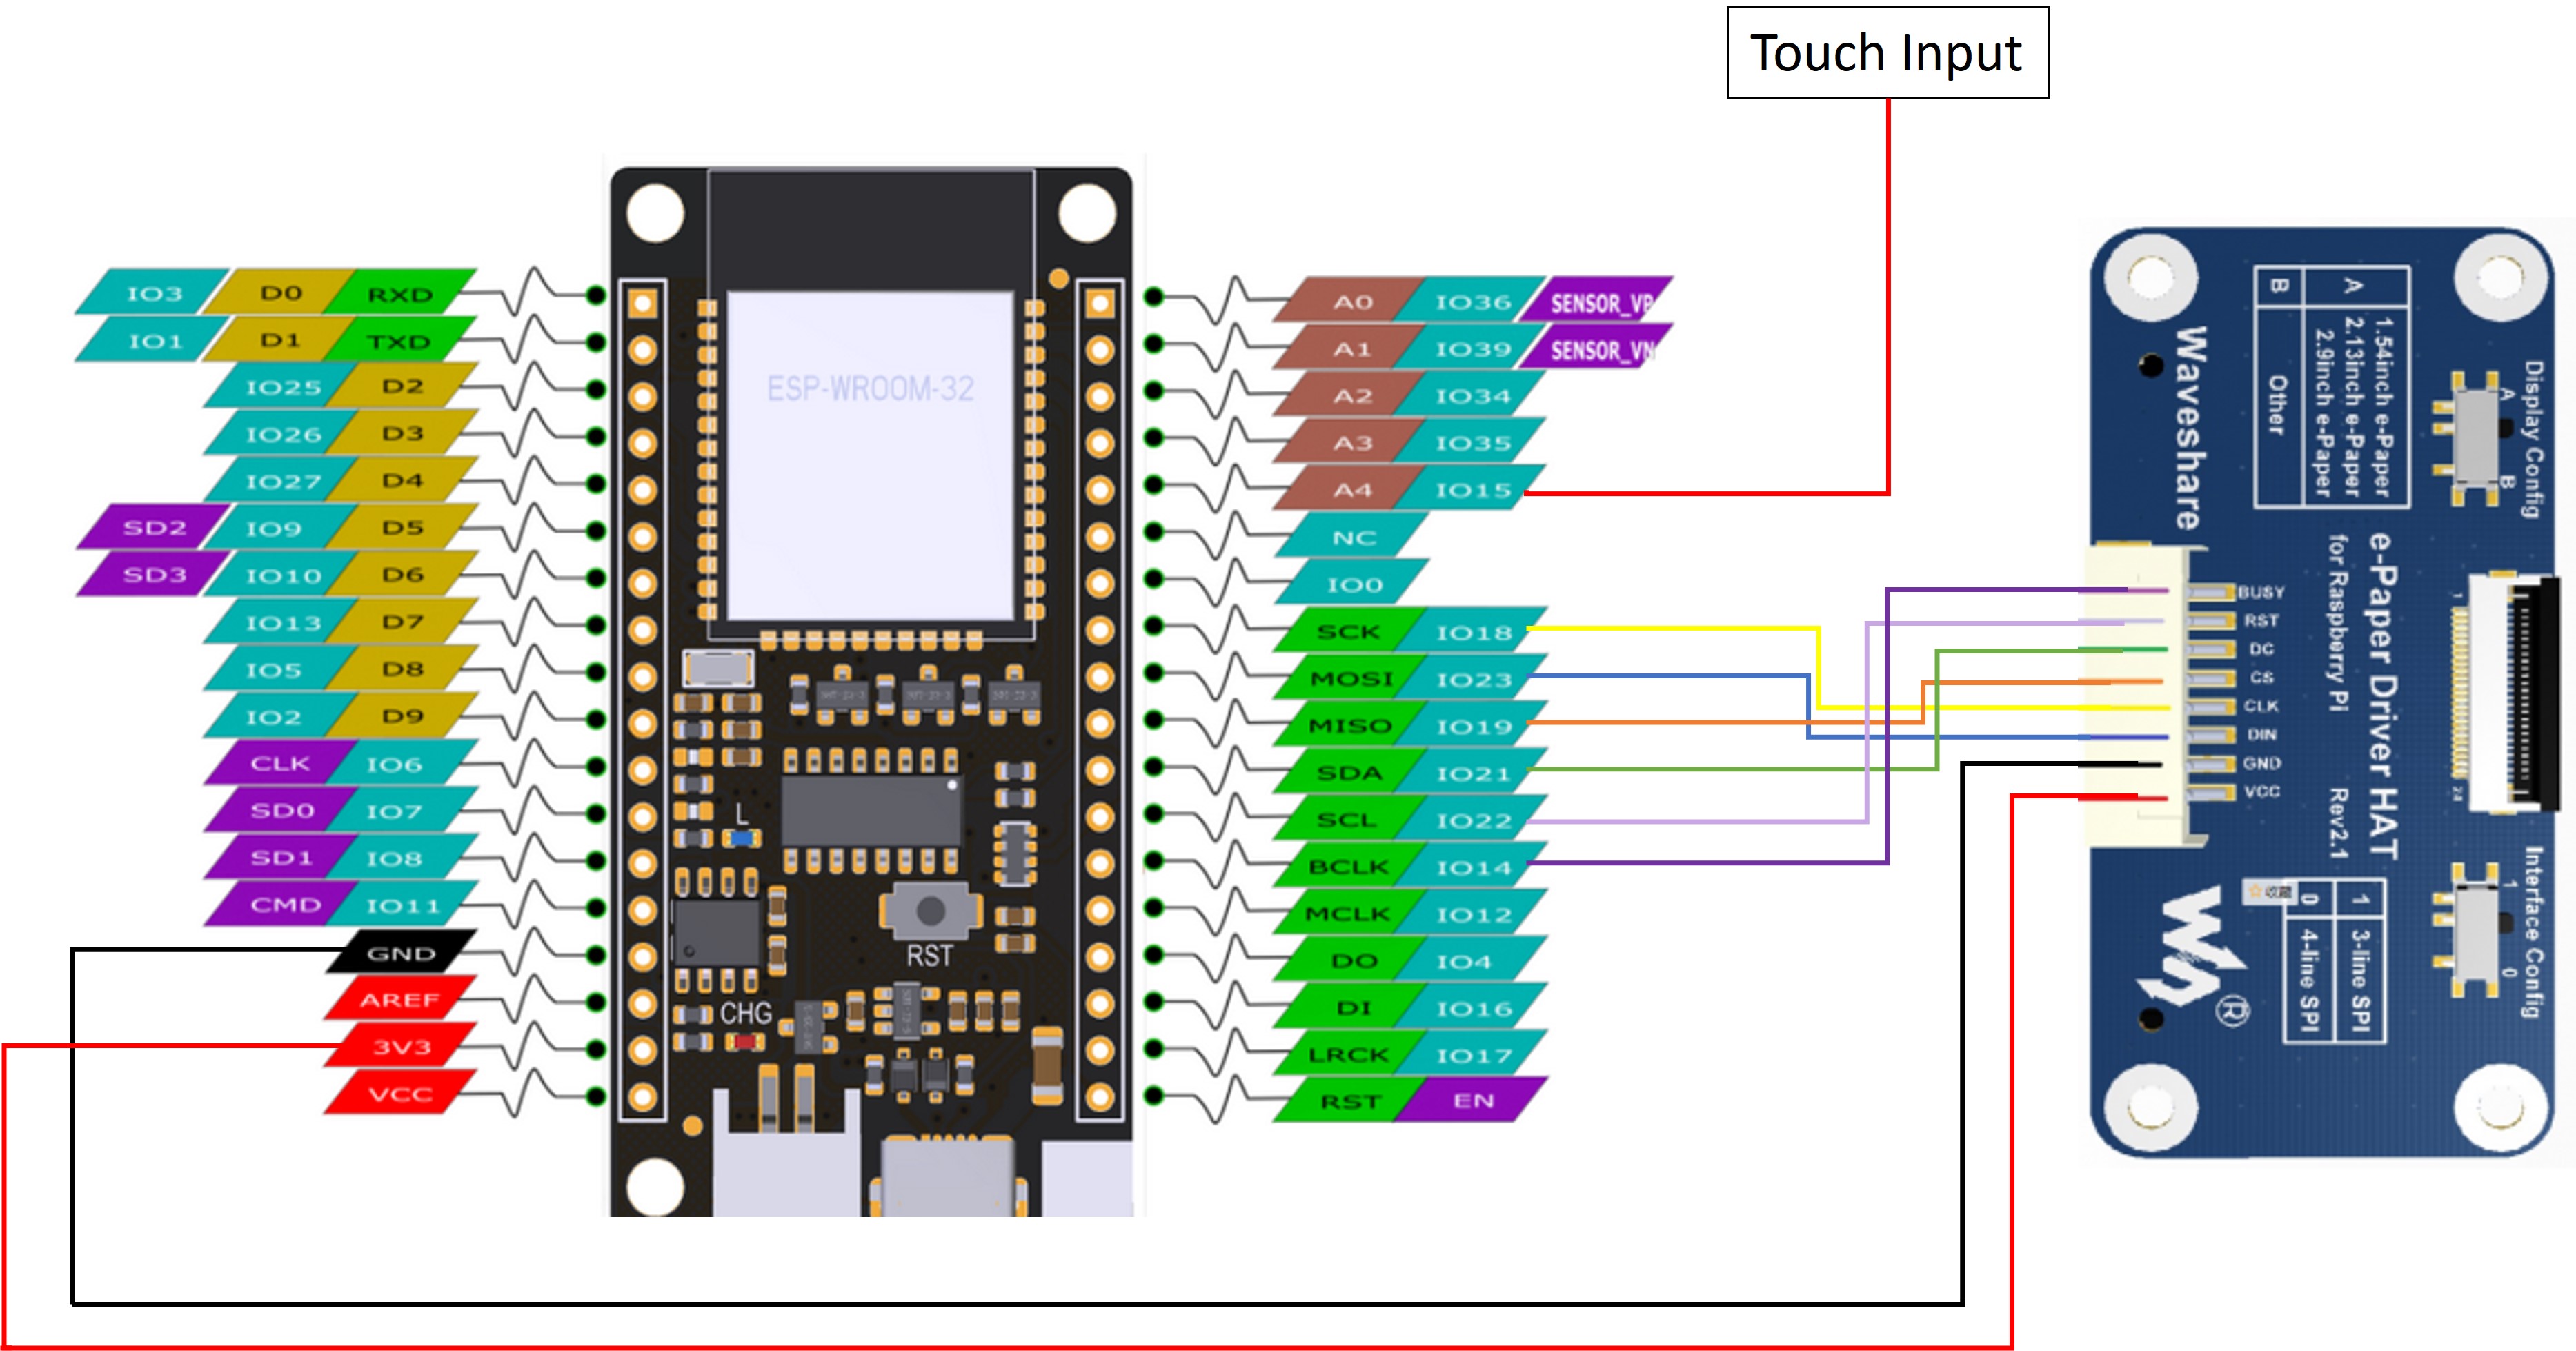 Touch Input
IO3 D0 RXD
IO1 D1 TXD
IO25 D2
IO26 D3
IO27 D4
SD2 IO9 D5
SD3 IO10 D6
IO13 D7
IO5 D8
IO2 D9
CLK IO6
SD0 IO7
SD1 IO8
CMD IO11
GND
AREF
3V3
VCC
ESP-WROOM-32
L
RST
CHG
A0 IO36 SENSOR_VP
A1 IO39 SENSOR_VN
A2 IO34
A3 IO35
A4 IO15
NC
IO0
SCK IO18
MOSI IO23
MISO IO19
SDA IO21
SCL IO22
BCLK IO14
MCLK IO12
DO IO4
DI IO16
LRCK IO17
RST EN
Waveshare
A 1.54inch e-Paper
2.13inch e-Paper
2.9inch e-Paper
B Other
Display Config
A
B
e-Paper Driver HAT
for Raspberry Pi
Rev2.1
BUSY
RST
DC
CS
CLK
DIN
GND
VCC
1
24
1 3-line SPI
0 4-line SPI
收藏
Interface Config
1
0
®